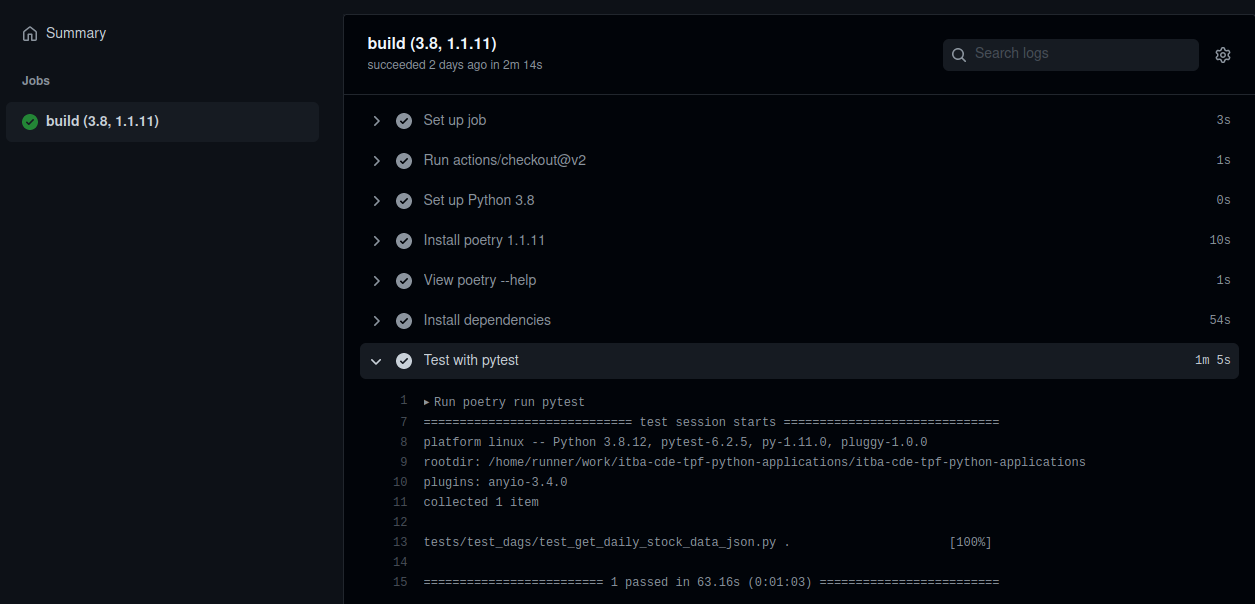 Summary
Jobs
build (3.8, 1.1.11)
build (3.8, 1.1.11)
succeeded 2 days ago in 2m 14s
Search logs
Set up job 3s
Run actions/checkout@v2 1s
Set up Python 3.8 0s
Install poetry 1.1.11 10s
View poetry --help 1s
Install dependencies 54s
Test with pytest 1m 5s
1 ▸ Run poetry run pytest
7 ============================= test session starts ==============================
8 platform linux -- Python 3.8.12, pytest-6.2.5, py-1.11.0, pluggy-1.0.0
9 rootdir: /home/runner/work/itba-cde-tpf-python-applications/itba-cde-tpf-python-applications
10 plugins: anyio-3.4.0
11 collected 1 item
12
13 tests/test_dags/test_get_daily_stock_data_json.py . [100%]
14
15 ========================= 1 passed in 63.16s (0:01:03) =========================